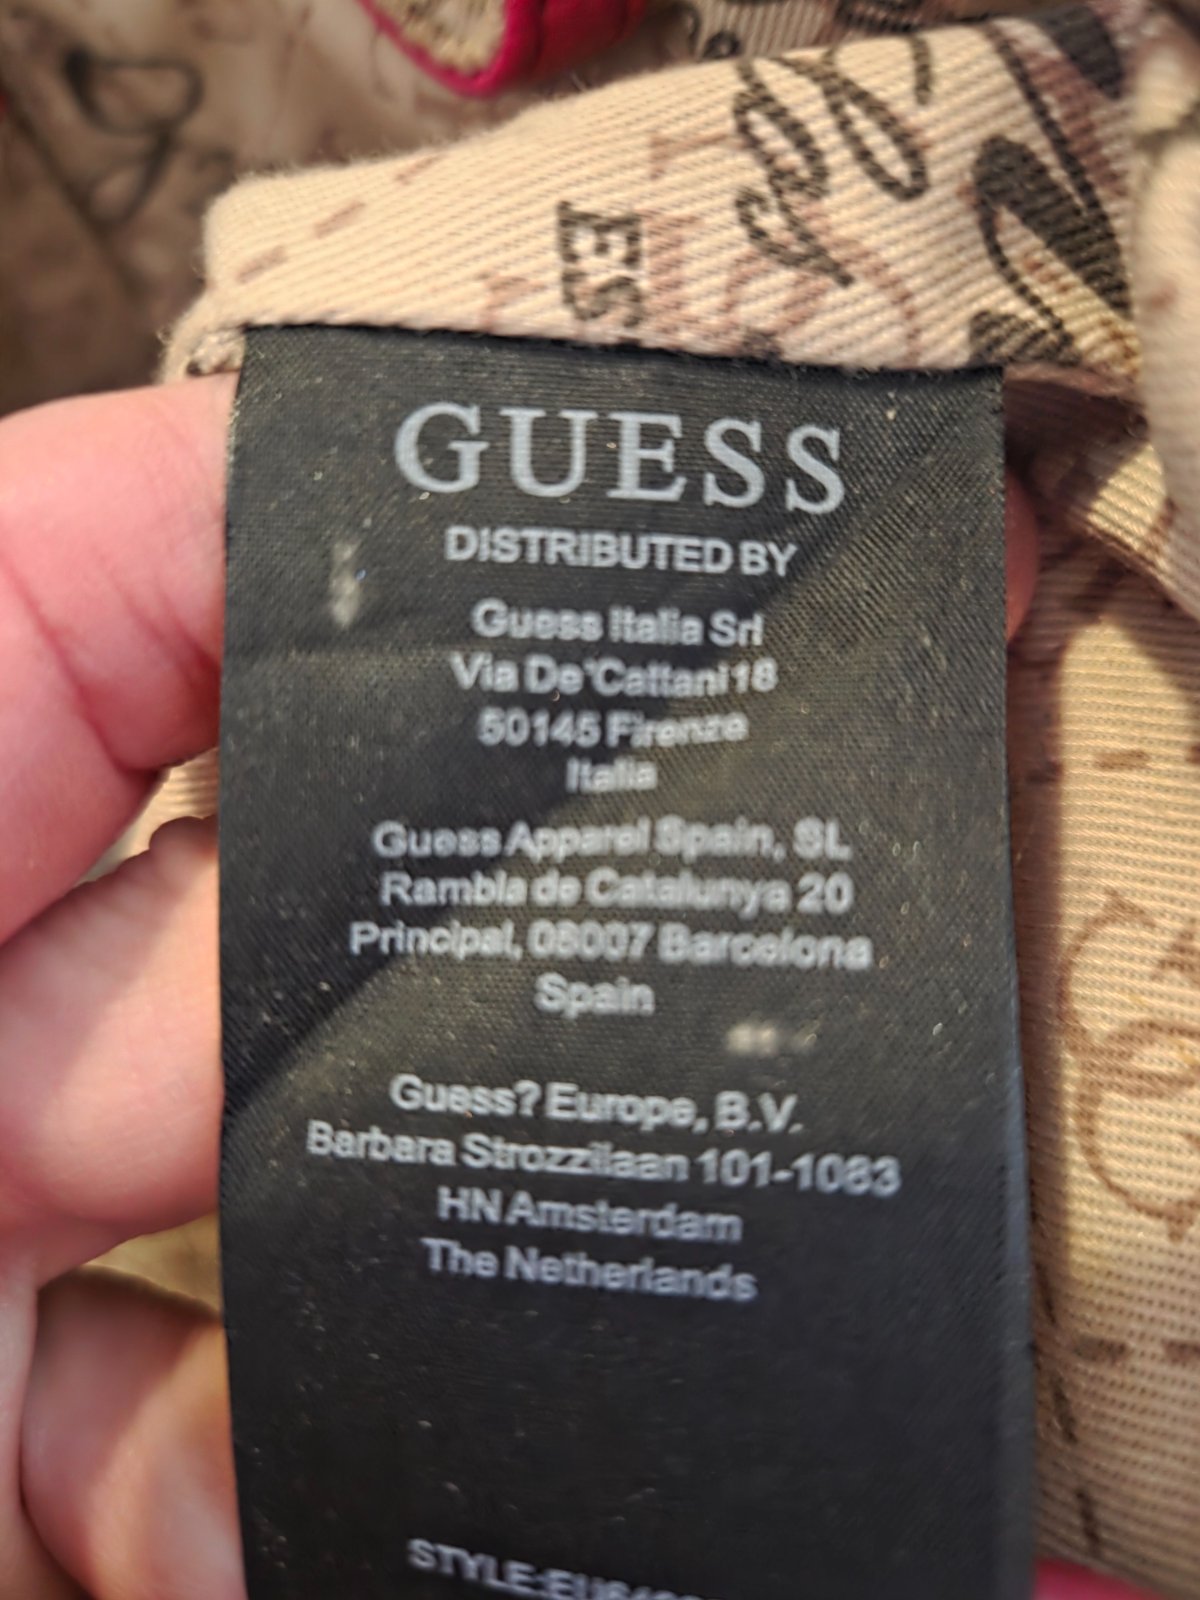 ES
GUESS
DISTRIBUTED BY
Guess Italia Srl
Via De'Cattani 18
50145 Firenze
Italia
Guess Apparel Spain, SL
Rambla de Catalunya 20
Principal, 08007 Barcelona
Spain
Guess? Europe, B.V.
Barbara Strozzilaan 101-1083
HN Amsterdam
The Netherlands